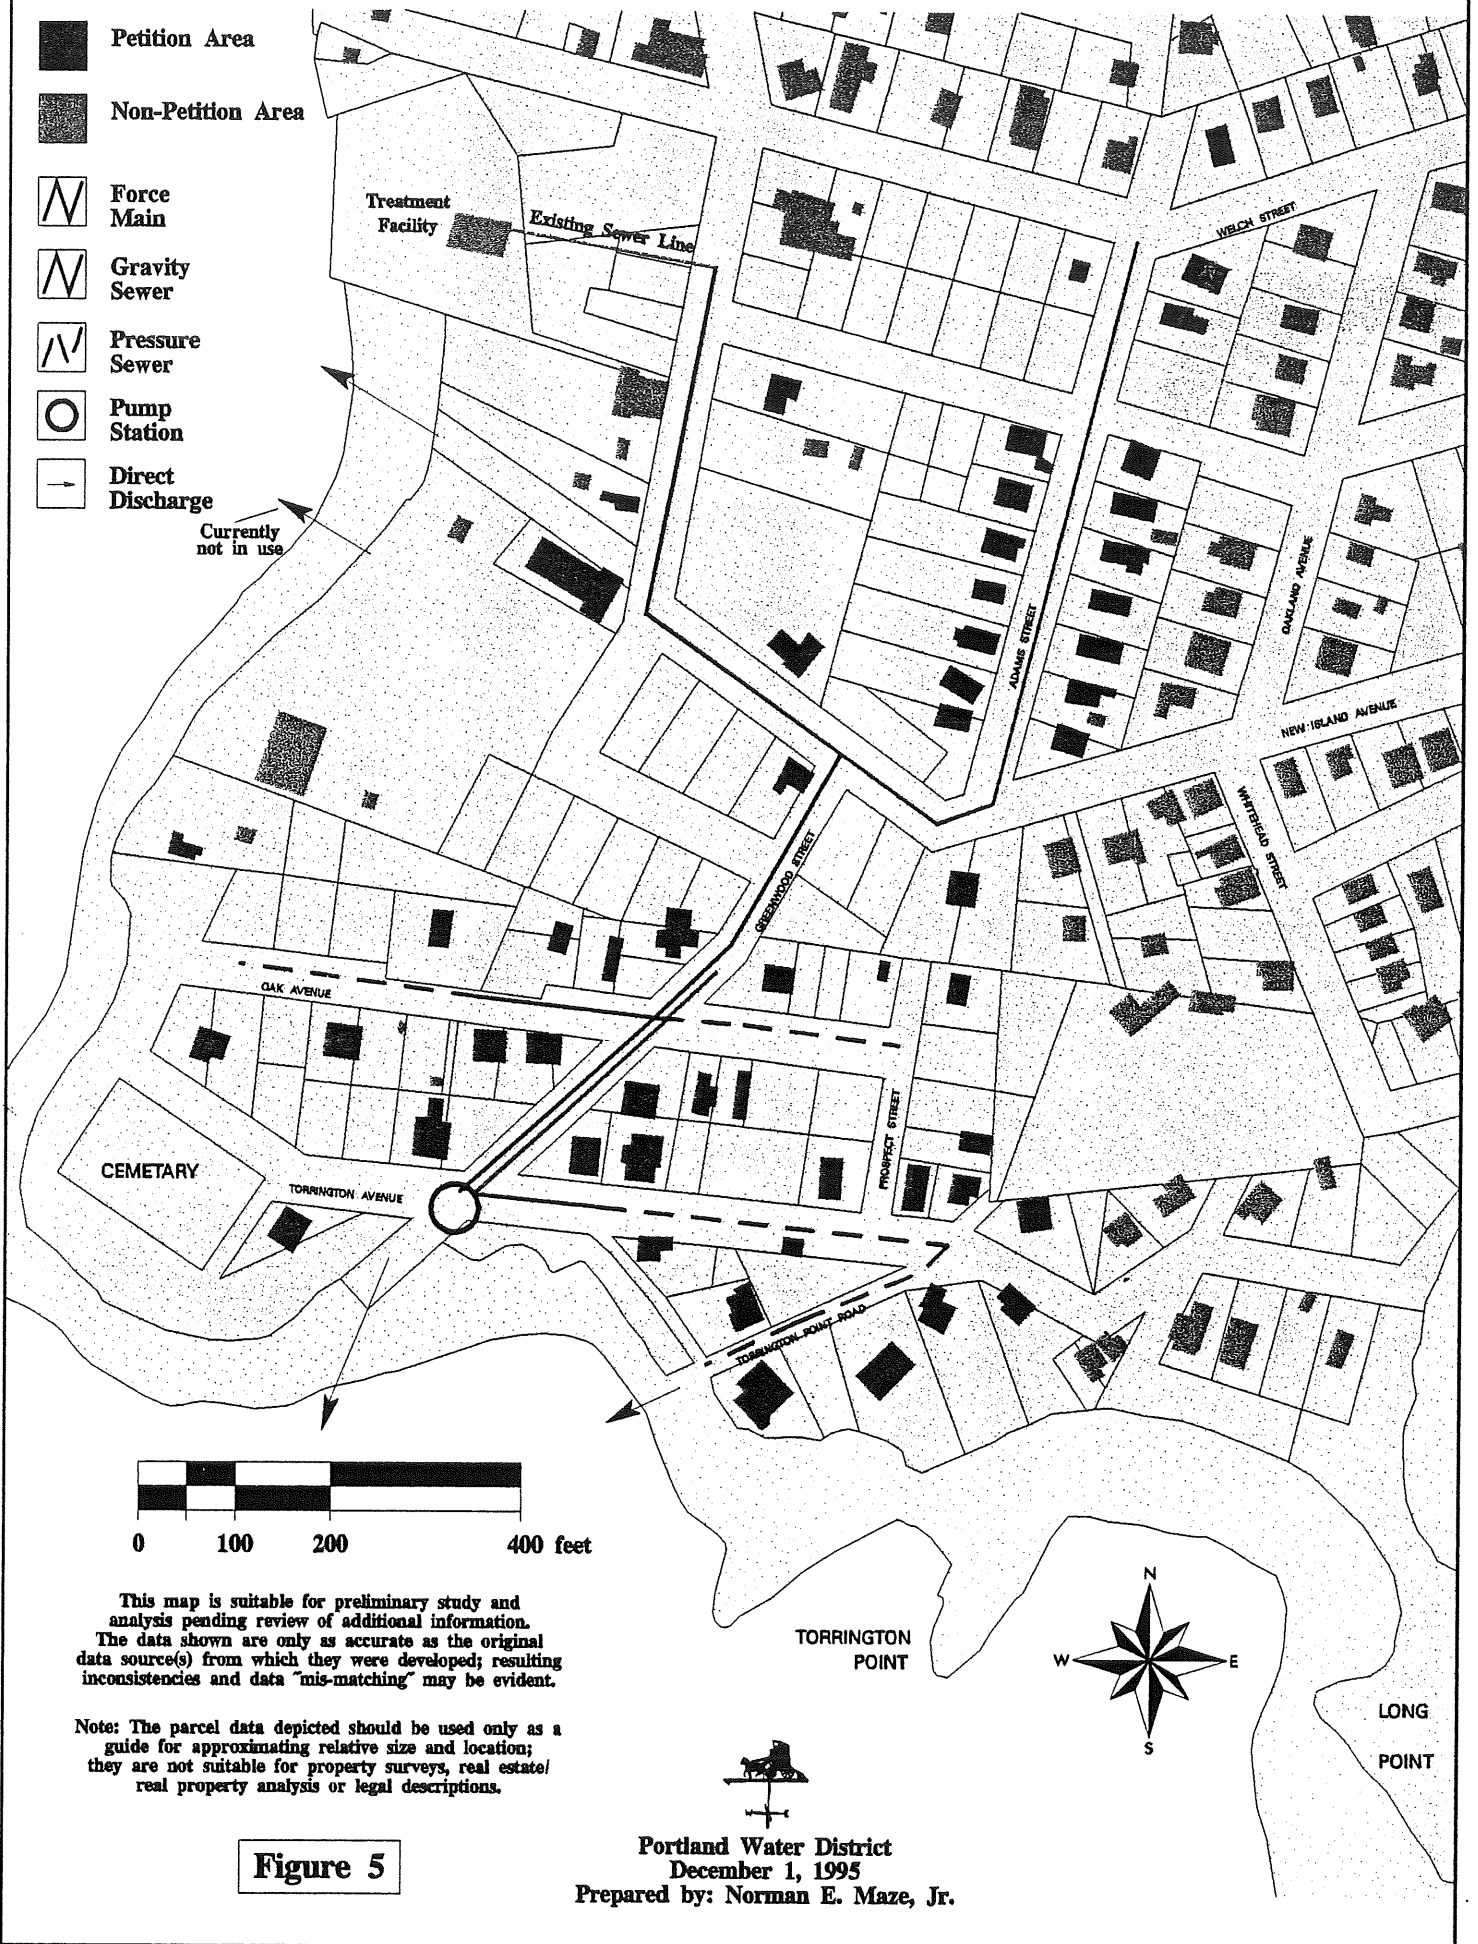 Petition Area
Non-Petition Area
Force
Main
Gravity
Sewer
Pressure
Sewer
Pump
Station
Direct
Discharge
Currently
not in use
Treatment
Facility
Existing Sewer Line
WELCH STREET
OAKLAND AVENUE
ADAMS STREET
NEW ISLAND AVENUE
WHITEHEAD STREET
GREENWOOD STREET
OAK AVENUE
PROSPECT STREET
CEMETARY
TORRINGTON AVENUE
TORRINGTON POINT ROAD
0 100 200 400 feet
This map is suitable for preliminary study and
analysis pending review of additional information.
The data shown are only as accurate as the original
data source(s) from which they were developed; resulting
inconsistencies and data "mis-matching" may be evident.
Note: The parcel data depicted should be used only as a
guide for approximating relative size and location;
they are not suitable for property surveys, real estate/
real property analysis or legal descriptions.
TORRINGTON
POINT
N
W E
S
LONG
POINT
Figure 5
Portland Water District
December 1, 1995
Prepared by: Norman E. Maze, Jr.